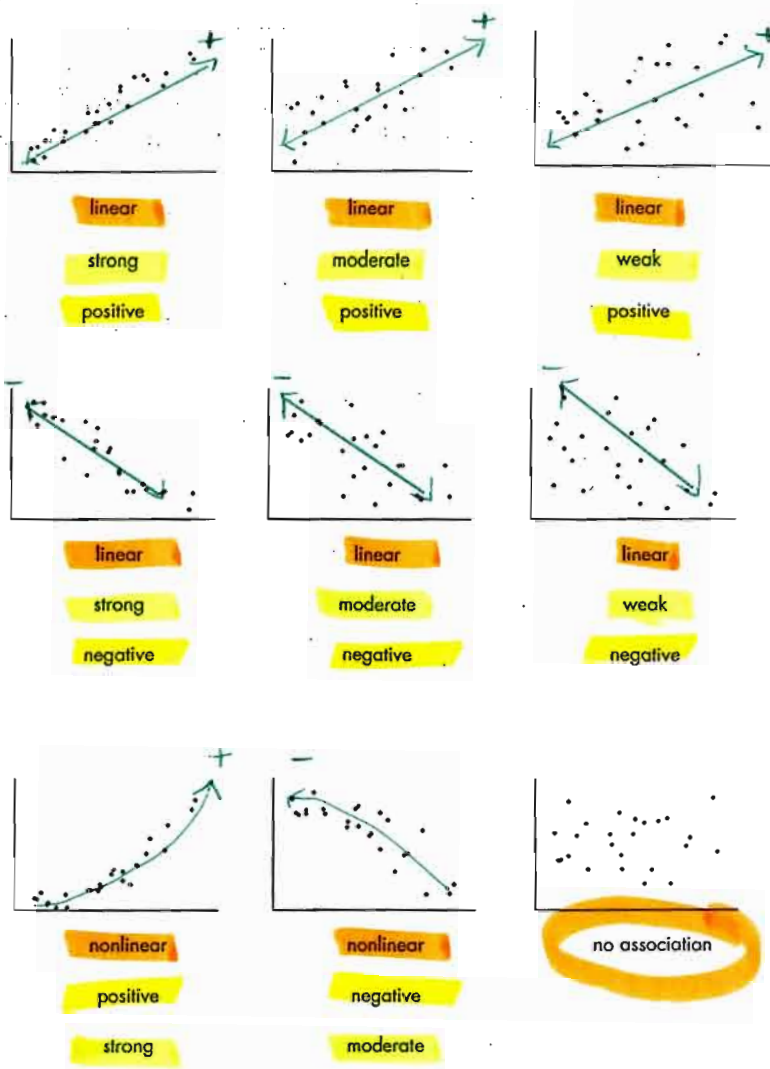 + + +
linear linear linear
strong moderate weak
positive positive positive
- - -
linear linear linear
strong moderate weak
negative negative negative
+ -
nonlinear nonlinear no association
positive negative
strong moderate